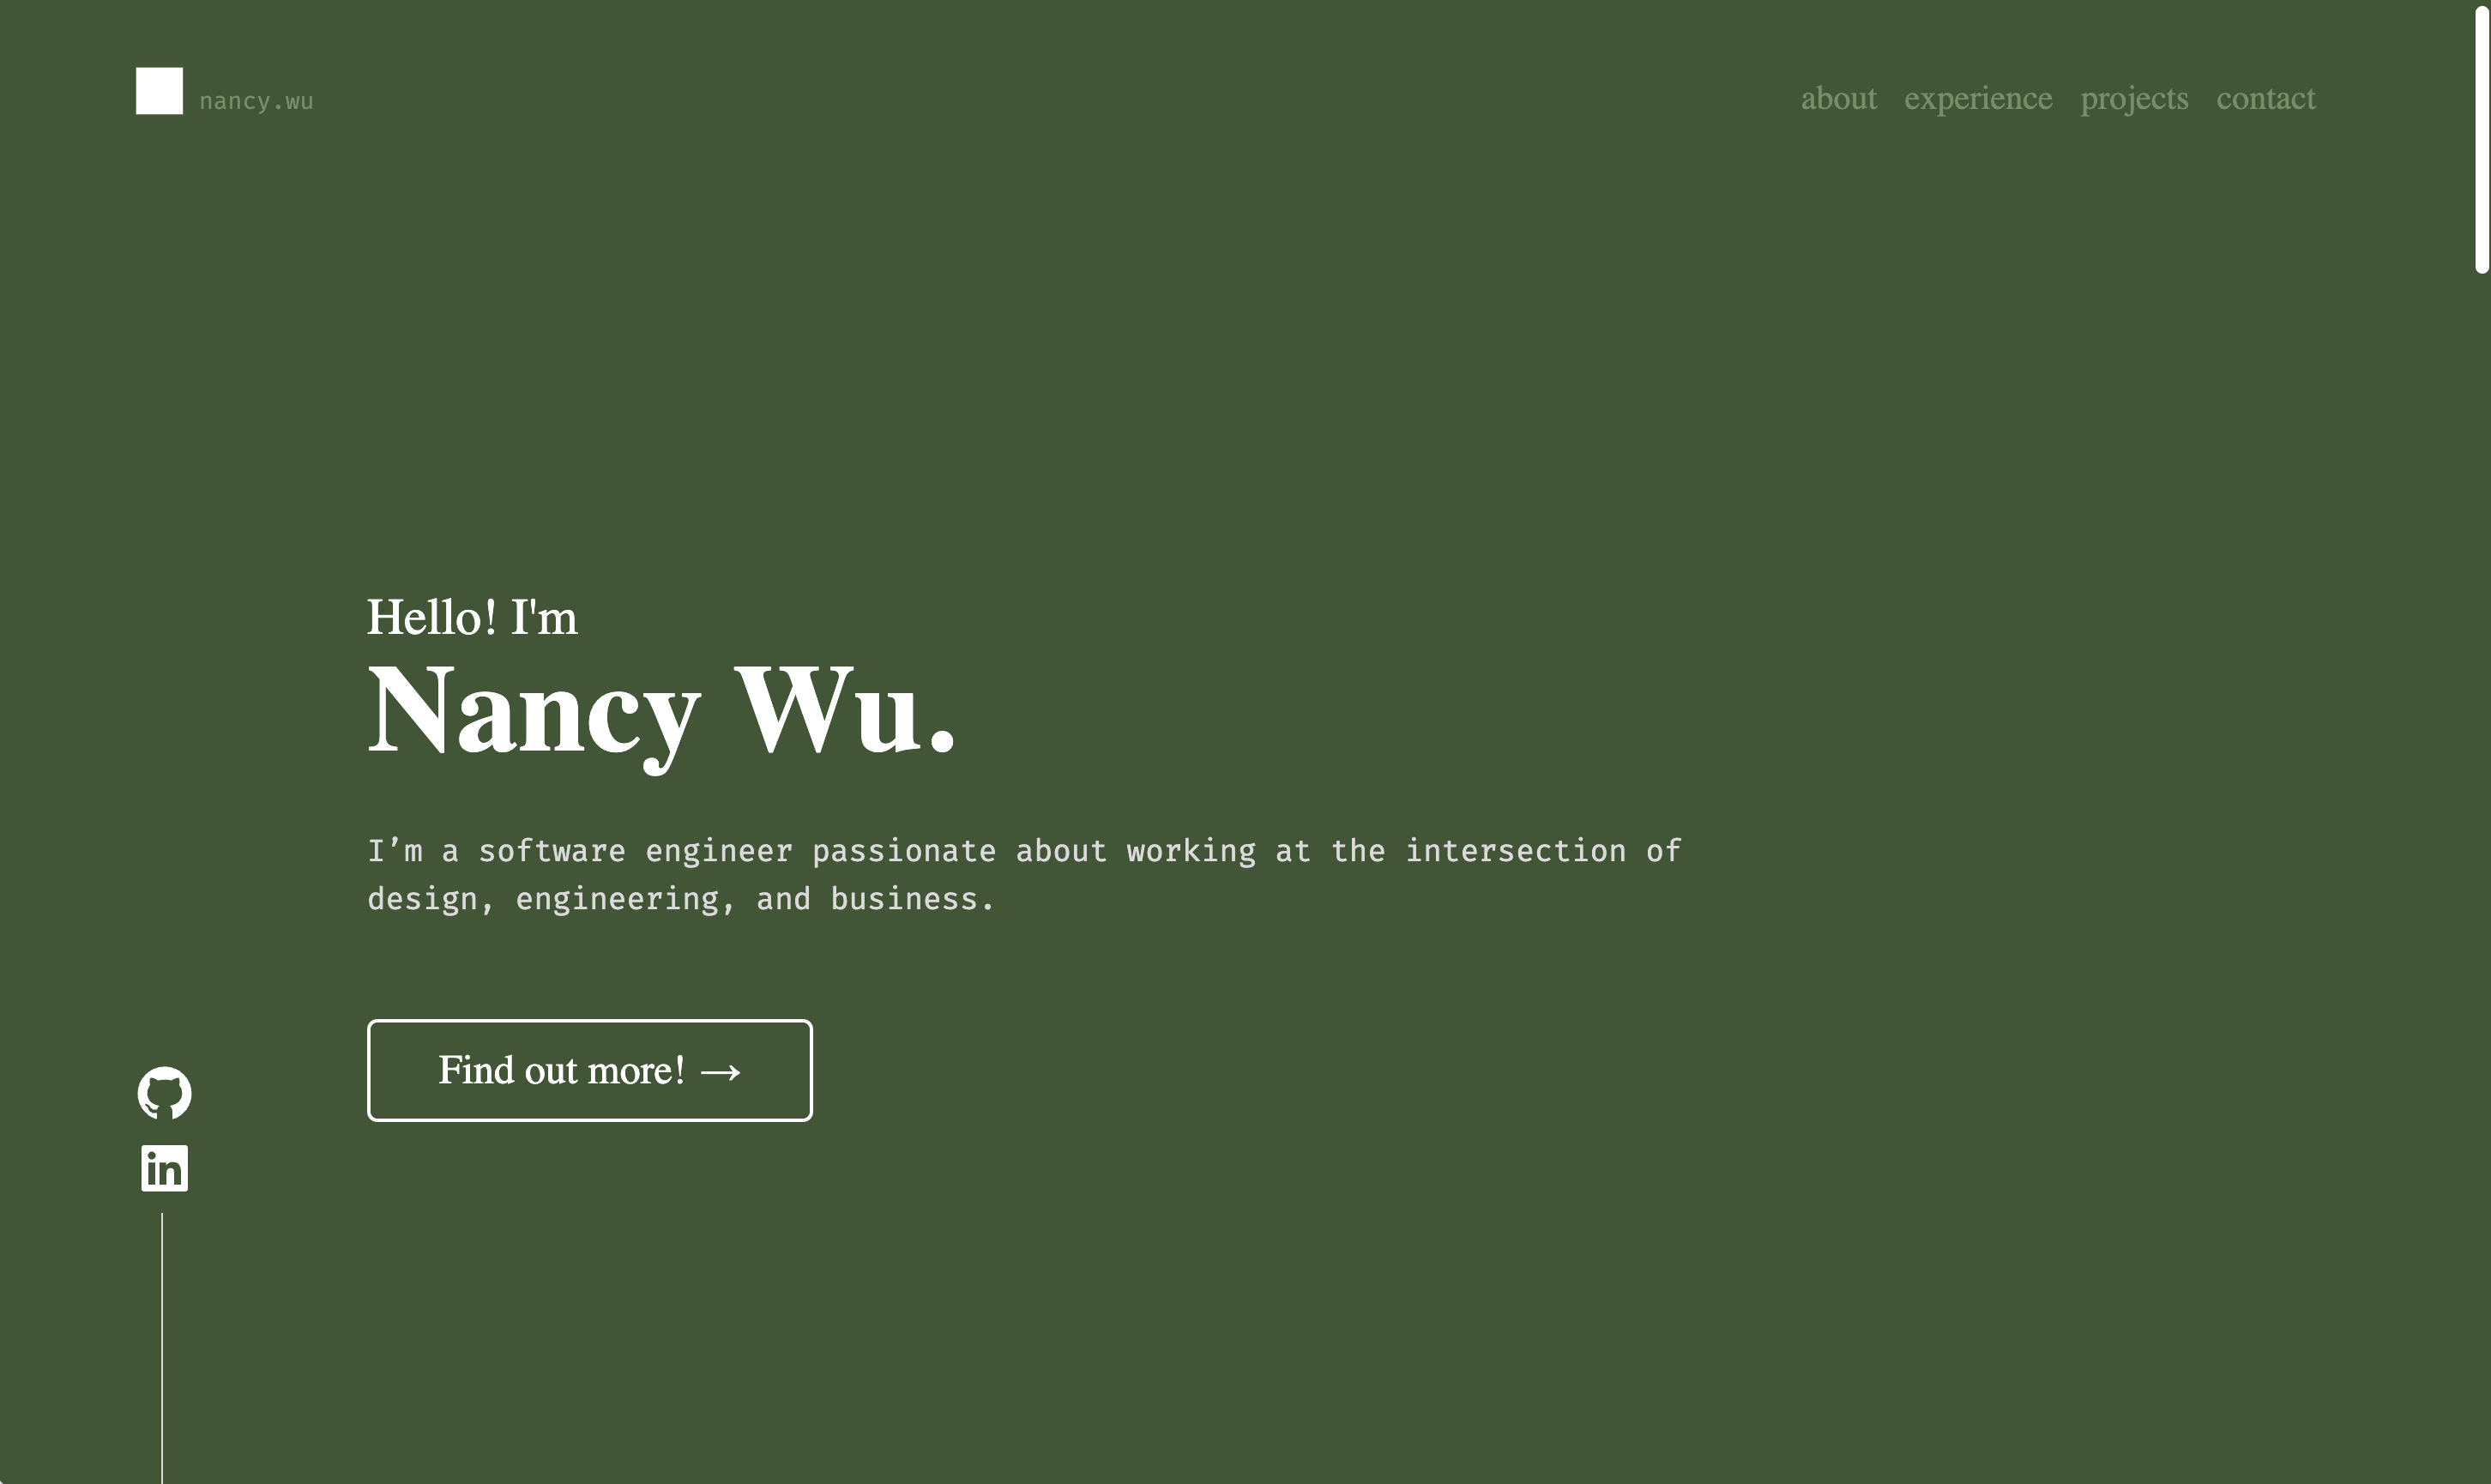 nancy.wu
about experience projects contact
Hello! I'm
Nancy Wu.
I’m a software engineer passionate about working at the intersection of
design, engineering, and business.
Find out more! →
in